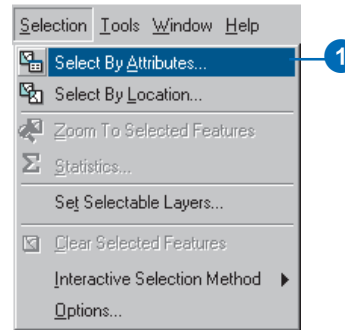 Selection Tools Window Help
Select By Attributes... 1
Select By Location...
Zoom To Selected Features
Statistics...
Set Selectable Layers...
Clear Selected Features
Interactive Selection Method
Options...